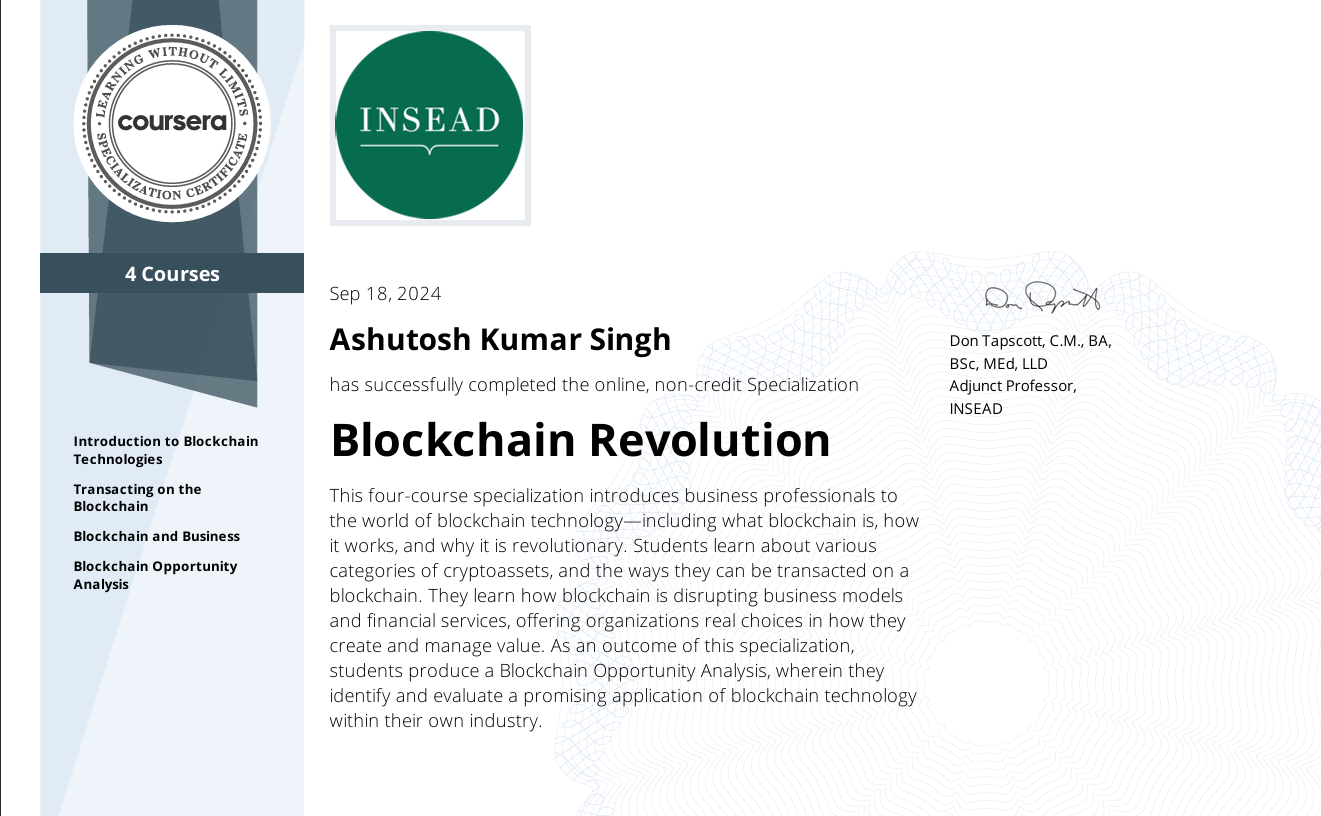 LEARNING WITHOUT LIMITS
coursera
SPECIALIZATION CERTIFICATE
4 Courses
Introduction to Blockchain
Technologies
Transacting on the
Blockchain
Blockchain and Business
Blockchain Opportunity
Analysis
INSEAD
Sep 18, 2024
Ashutosh Kumar Singh
has successfully completed the online, non-credit Specialization
Blockchain Revolution
This four-course specialization introduces business professionals to
the world of blockchain technology—including what blockchain is, how
it works, and why it is revolutionary. Students learn about various
categories of cryptoassets, and the ways they can be transacted on a
blockchain. They learn how blockchain is disrupting business models
and financial services, offering organizations real choices in how they
create and manage value. As an outcome of this specialization,
students produce a Blockchain Opportunity Analysis, wherein they
identify and evaluate a promising application of blockchain technology
within their own industry.
Don Tapscott
Don Tapscott, C.M., BA,
BSc, MEd, LLD
Adjunct Professor,
INSEAD